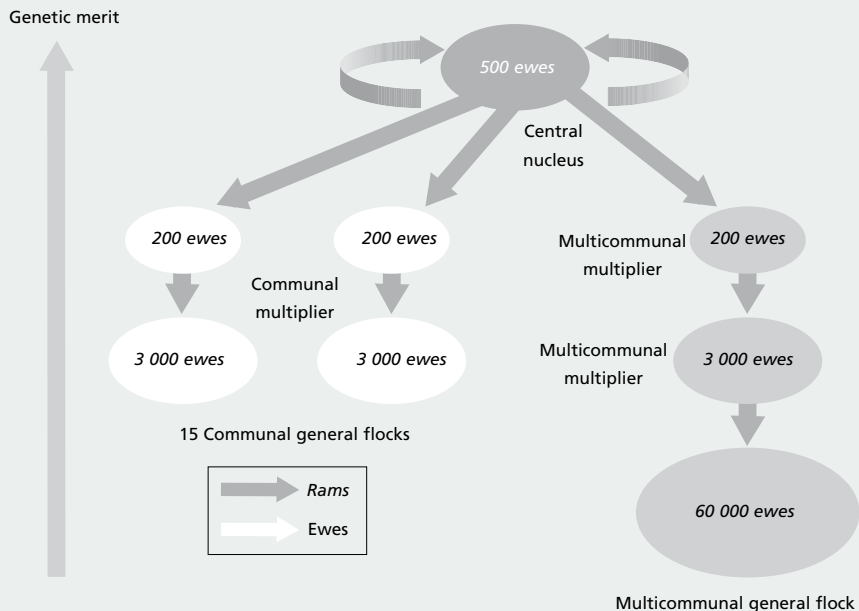 Genetic merit
500 ewes
Central
nucleus
200 ewes
200 ewes
Multicommunal
multiplier
200 ewes
Communal
multiplier
3 000 ewes
3 000 ewes
Multicommunal
multiplier
3 000 ewes
15 Communal general flocks
Rams
Ewes
60 000 ewes
Multicommunal general flock